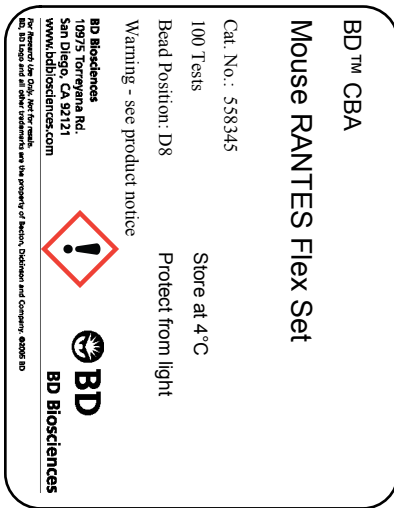 BD™ CBA
Mouse RANTES Flex Set
Cat. No.: 558345
100 Tests
Store at 4°C
Bead Position: D8
Protect from light
Warning - see product notice
BD Biosciences
10975 Torreyana Rd.
San Diego, CA 92121
www.bdbiosciences.com
BD
BD Biosciences
For Research Use Only. Not for resale.
BD, BD Logo and all other trademarks are the property of Becton, Dickinson and Company. ©2005 BD